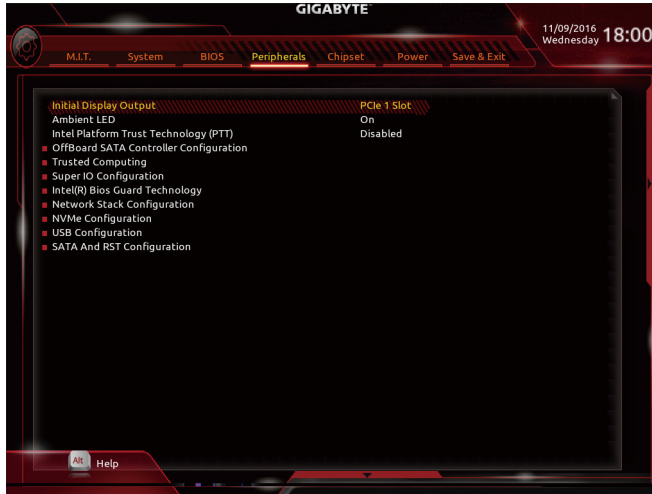 GIGABYTE
11/09/2016
Wednesday
18:00
M.I.T. System BIOS Peripherals Chipset Power Save & Exit
Initial Display Output PCIe 1 Slot
Ambient LED On
Intel Platform Trust Technology (PTT) Disabled
OffBoard SATA Controller Configuration
Trusted Computing
Super IO Configuration
Intel(R) Bios Guard Technology
Network Stack Configuration
NVMe Configuration
USB Configuration
SATA And RST Configuration
Alt Help